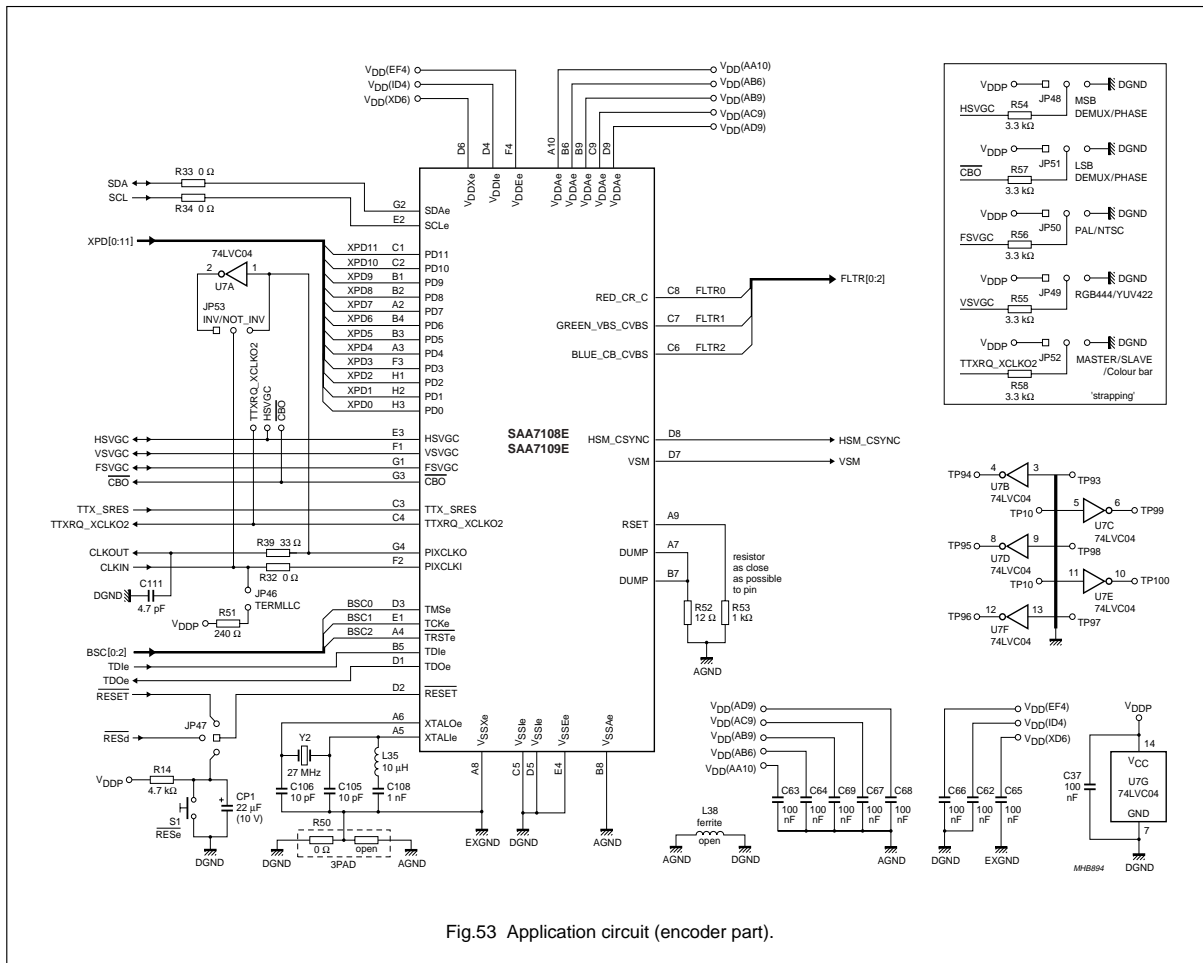 VDD(EF4)
VDD(ID4)
VDD(XD6)
VDD(AA10)
VDD(AB6)
VDD(AB9)
VDD(AC9)
VDD(AD9)
D6
D4
F4
A10
B6
B9
C9
D9
VDDXe
VDDIe
VDDEe
VDDAe
VDDAe
VDDAe
VDDAe
VDDAe
SDA
R33 0 Ω
G2
SDAe
SCL
R34 0 Ω
E2
SCLe
XPD[0:11]
XPD11 C1 PD11
XPD10 C2 PD10
XPD9 B1 PD9
XPD8 B2 PD8
XPD7 A2 PD7
XPD6 B4 PD6
XPD5 B3 PD5
XPD4 A3 PD4
XPD3 F3 PD3
XPD2 H1 PD2
XPD1 H2 PD1
XPD0 H3 PD0
74LVC04
2 1
U7A
JP53
INV/NOT_INV
TTXRQ_XCLKO2
HSVGC
CBO
HSVGC E3 HSVGC
VSVGC F1 VSVGC
FSVGC G1 FSVGC
CBO G3 CBO
TTX_SRES C3 TTX_SRES
TTXRQ_XCLKO2 C4 TTXRQ_XCLKO2
CLKOUT R39 33 Ω G4 PIXCLKO
CLKIN R32 0 Ω F2 PIXCLKI
C111
4.7 pF
DGND
JP46
TERMLLC
R51
240 Ω
VDDP
BSC0 D3 TMSe
BSC1 E1 TCKe
BSC2 A4 TRSTe
BSC[0:2]
TDIe B5 TDIe
TDOe D1 TDOe
RESET D2 RESET
JP47
RESd
VDDP
R14
4.7 kΩ
S1
RESe
CP1
22 μF
(10 V)
DGND
A6 XTALOe
A5 XTALIe
Y2
27 MHz
L35
10 μH
C106
10 pF
C105
10 pF
C108
1 nF
R50
0 Ω
open
3PAD
DGND
AGND
SAA7108E
SAA7109E
RED_CR_C C8 FLTR0
GREEN_VBS_CVBS C7 FLTR1
BLUE_CB_CVBS C6 FLTR2
FLTR[0:2]
HSM_CSYNC D8 HSM_CSYNC
VSM D7 VSM
RSET A9
DUMP A7
DUMP B7
resistor
as close
as possible
to pin
R52
12 Ω
R53
1 kΩ
AGND
VSSXe
VSSIe
VSSIe
VSSEe
VSSAe
A8
C5
D5
E4
B8
EXGND
DGND
AGND
VDDP JP48 DGND
HSVGC R54
3.3 kΩ
MSB
DEMUX/PHASE
VDDP JP51 DGND
CBO R57
3.3 kΩ
LSB
DEMUX/PHASE
VDDP JP50 DGND
FSVGC R56
3.3 kΩ
PAL/NTSC
VDDP JP49 DGND
VSVGC R55
3.3 kΩ
RGB444/YUV422
VDDP JP52 DGND
TTXRQ_XCLKO2
R58
3.3 kΩ
MASTER/SLAVE
/Colour bar
'strapping'
TP94 4 3 TP93
U7B
74LVC04
TP10 5 6 TP99
U7C
74LVC04
TP95 8 9 TP98
U7D
74LVC04
TP10 11 10 TP100
U7E
74LVC04
TP96 12 13 TP97
U7F
74LVC04
VDD(AD9)
VDD(AC9)
VDD(AB9)
VDD(AB6)
VDD(AA10)
C63
100
nF
C64
100
nF
C69
100
nF
C67
100
nF
C68
100
nF
AGND
L38
ferrite
open
AGND
DGND
VDD(EF4)
VDD(ID4)
VDD(XD6)
C66
100
nF
C62
100
nF
C65
100
nF
DGND
EXGND
VDDP
14
VCC
C37
100
nF
U7G
74LVC04
GND
7
DGND
MHB894
Fig.53 Application circuit (encoder part).